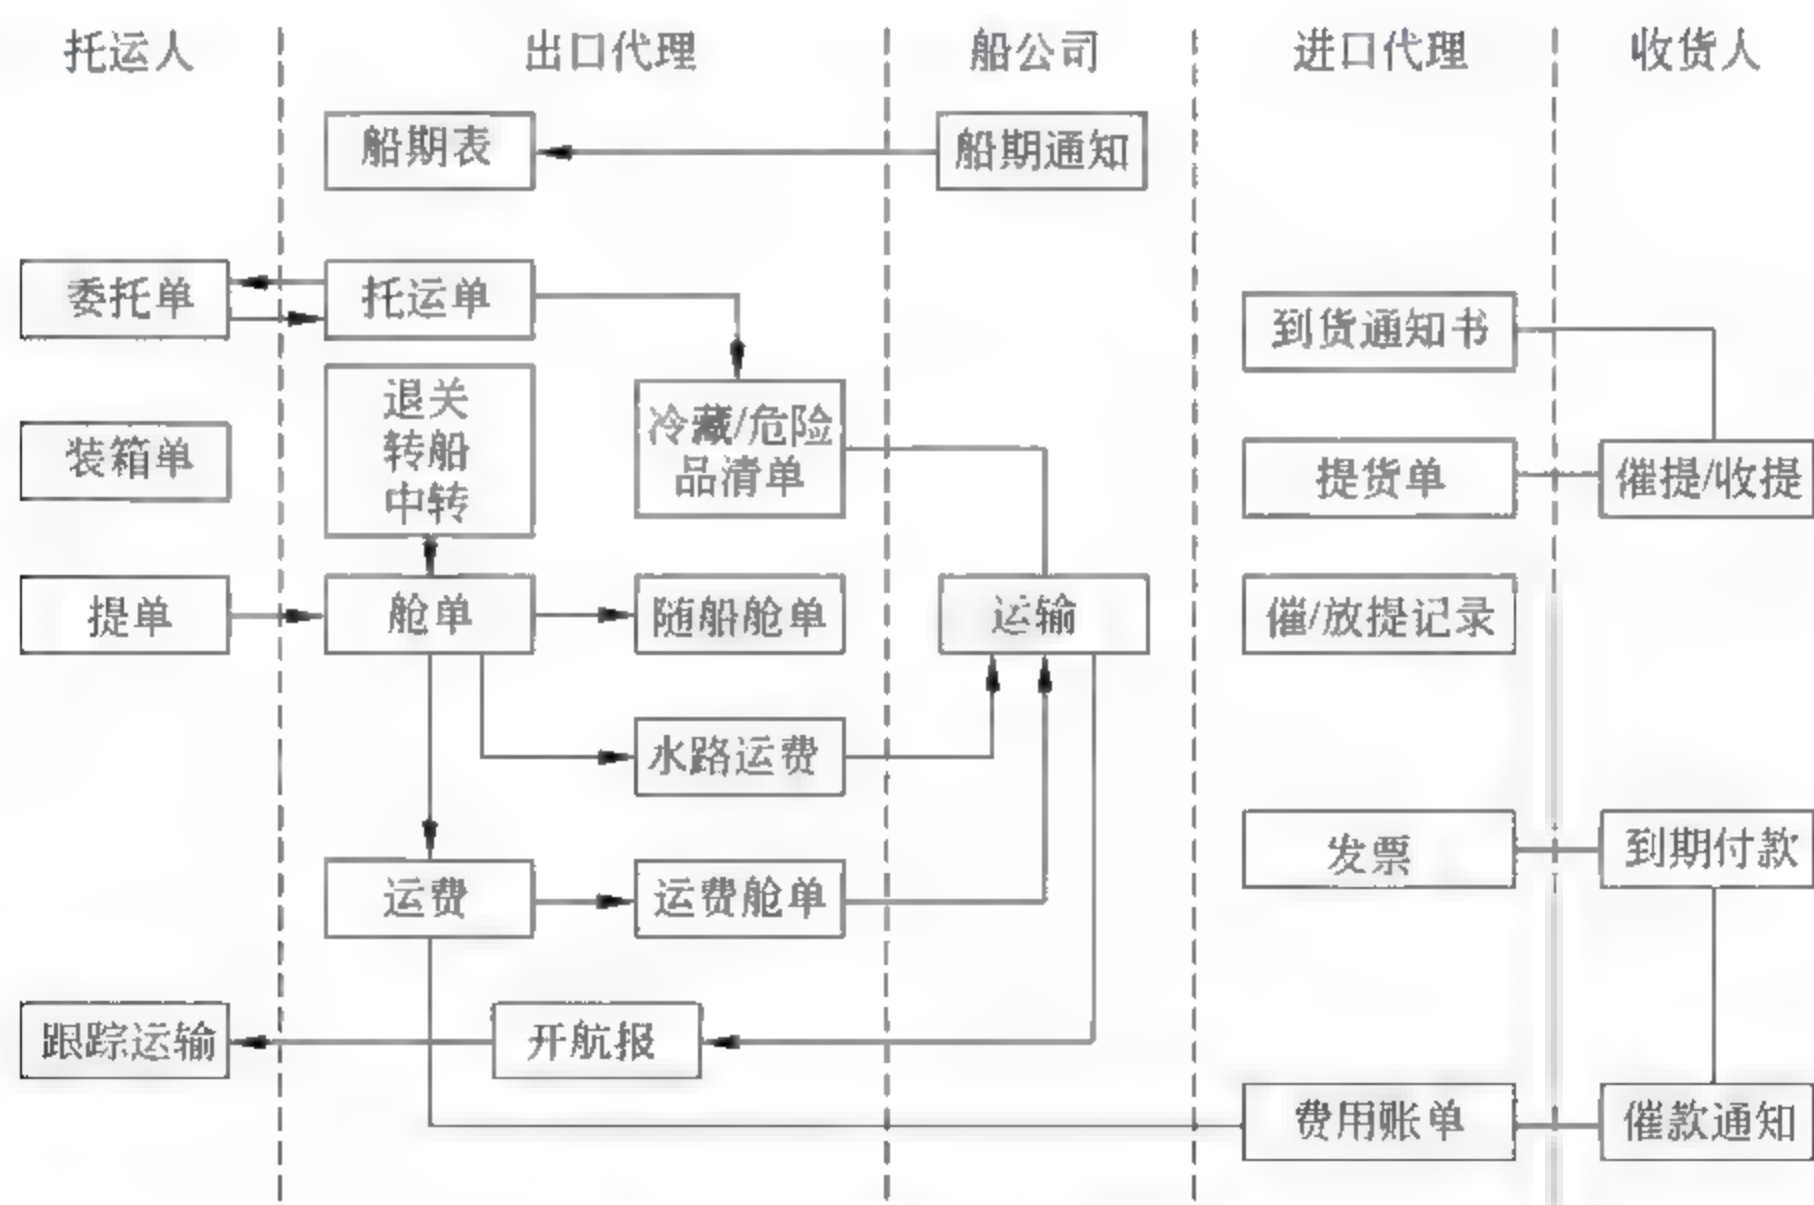 托运人
出口代理
船公司
进口代理
收货人
船期表
船期通知
委托单
托运单
到货通知书
退关
转船
中转
冷藏/危险
品清单
装箱单
提货单
催提/收提
提单
舱单
随船舱单
运输
催/放提记录
水路运费
发票
到期付款
运费
运费舱单
跟踪运输
开航报
费用账单
催款通知